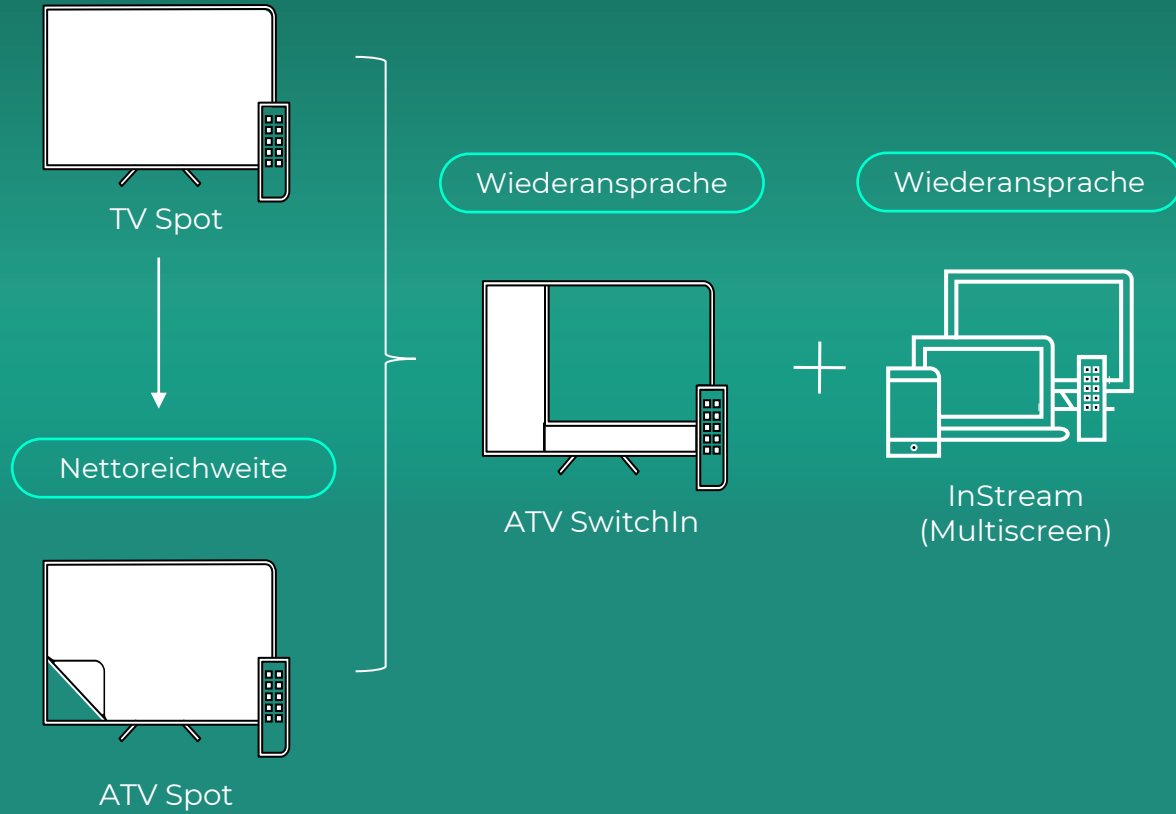 TV Spot
Nettoreichweite
ATV Spot
Wiederansprache
ATV SwitchIn
Wiederansprache
InStream
(Multiscreen)